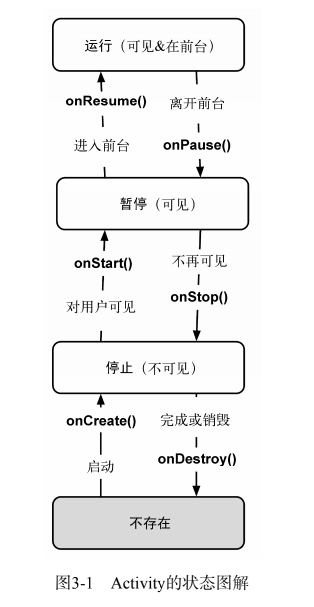 运行（可见&在前台）
onResume()
离开前台
进入前台
onPause()
暂停（可见）
onStart()
不再可见
对用户可见
onStop()
停止（不可见）
onCreate()
完成或销毁
启动
onDestroy()
不存在
图3-1 Activity的状态图解